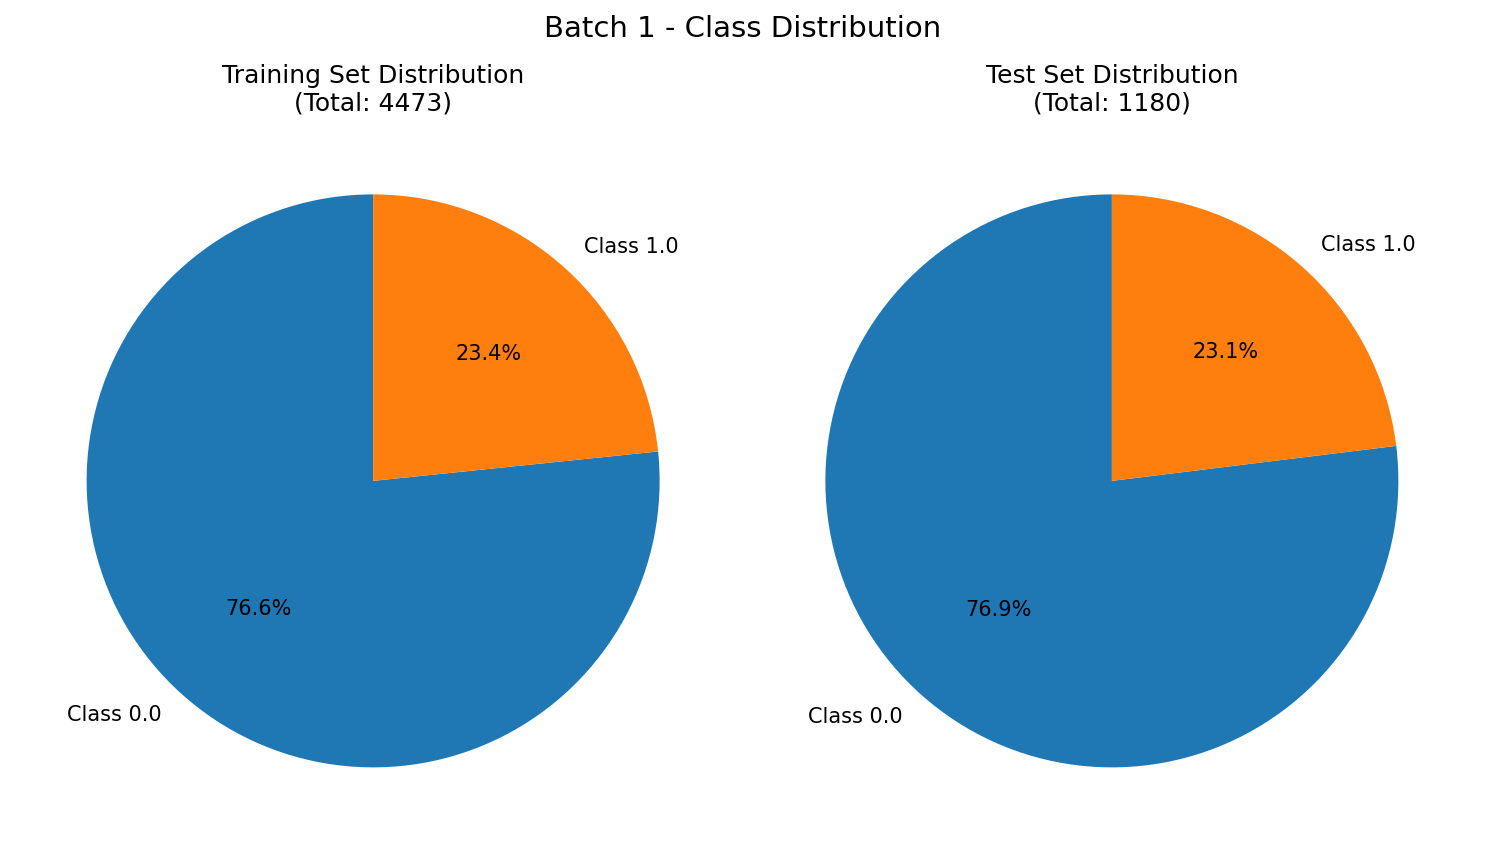 Batch 1 - Class Distribution
Training Set Distribution
(Total: 4473)
Class 1.0
23.4%
76.6%
Class 0.0
Test Set Distribution
(Total: 1180)
Class 1.0
23.1%
76.9%
Class 0.0